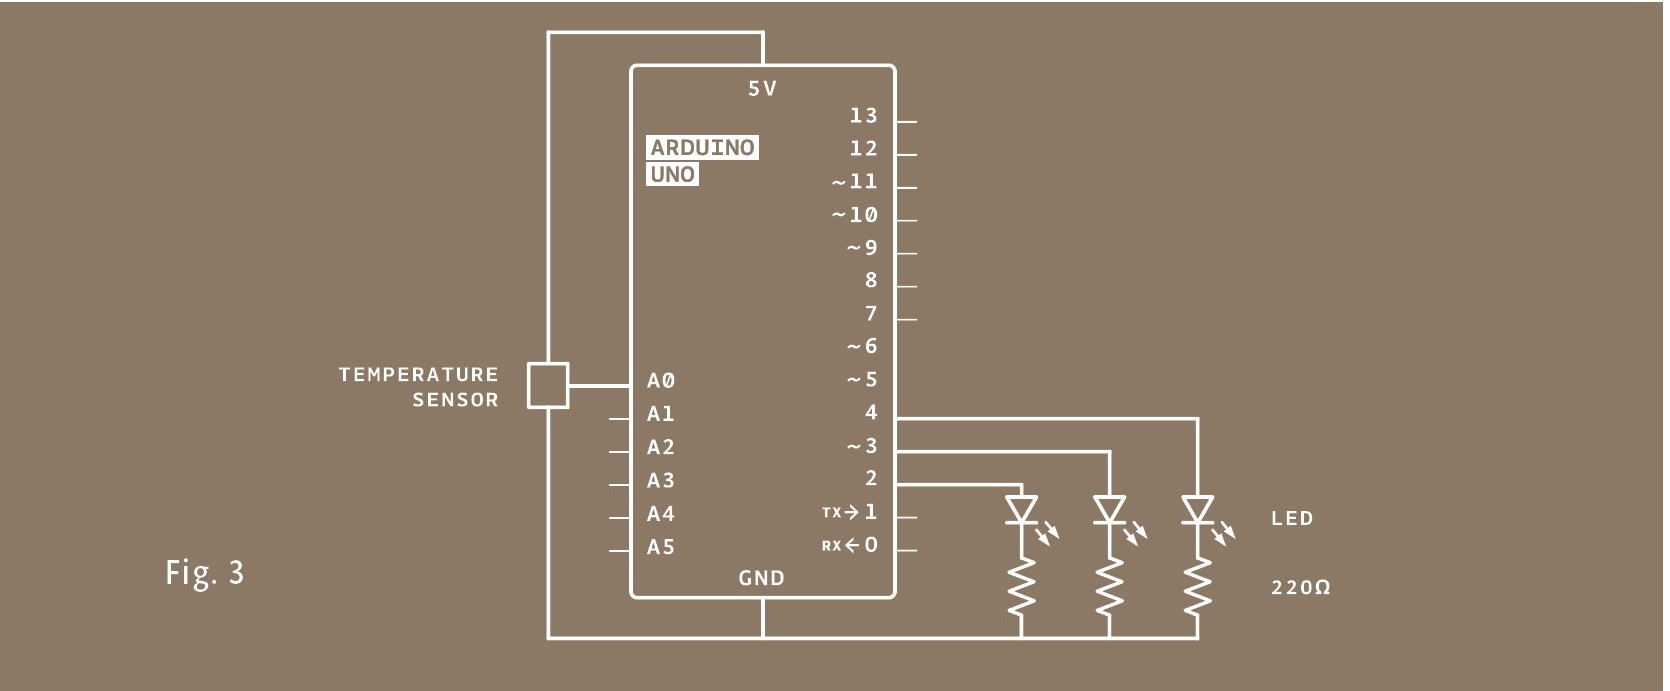 5V
ARDUINO
UNO
13
12
~11
~10
~9
8
7
~6
~5
4
~3
2
TX→1
RX←0
TEMPERATURE
SENSOR
A0
A1
A2
A3
A4
A5
GND
LED
220Ω
Fig. 3